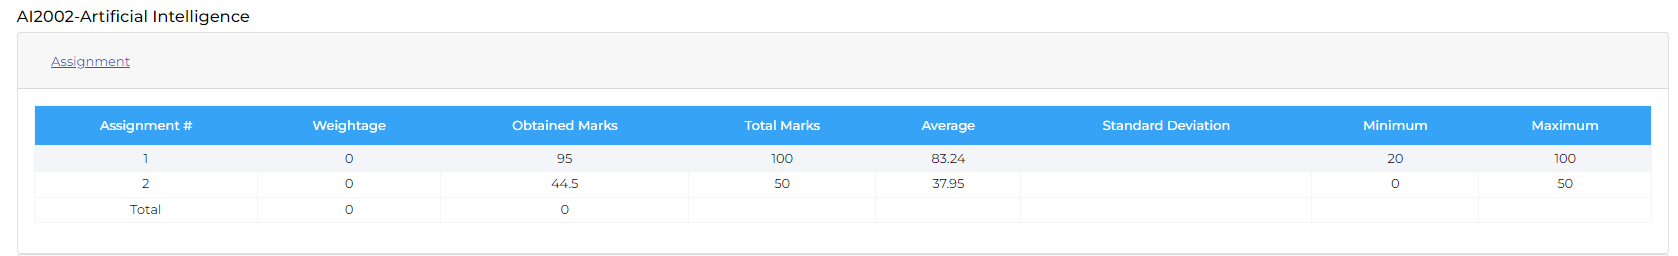 AI2002-Artificial Intelligence
Assignment
Assignment # Weightage Obtained Marks Total Marks Average Standard Deviation Minimum Maximum
1 0 95 100 83.24 20 100
2 0 44.5 50 37.95 0 50
Total 0 0